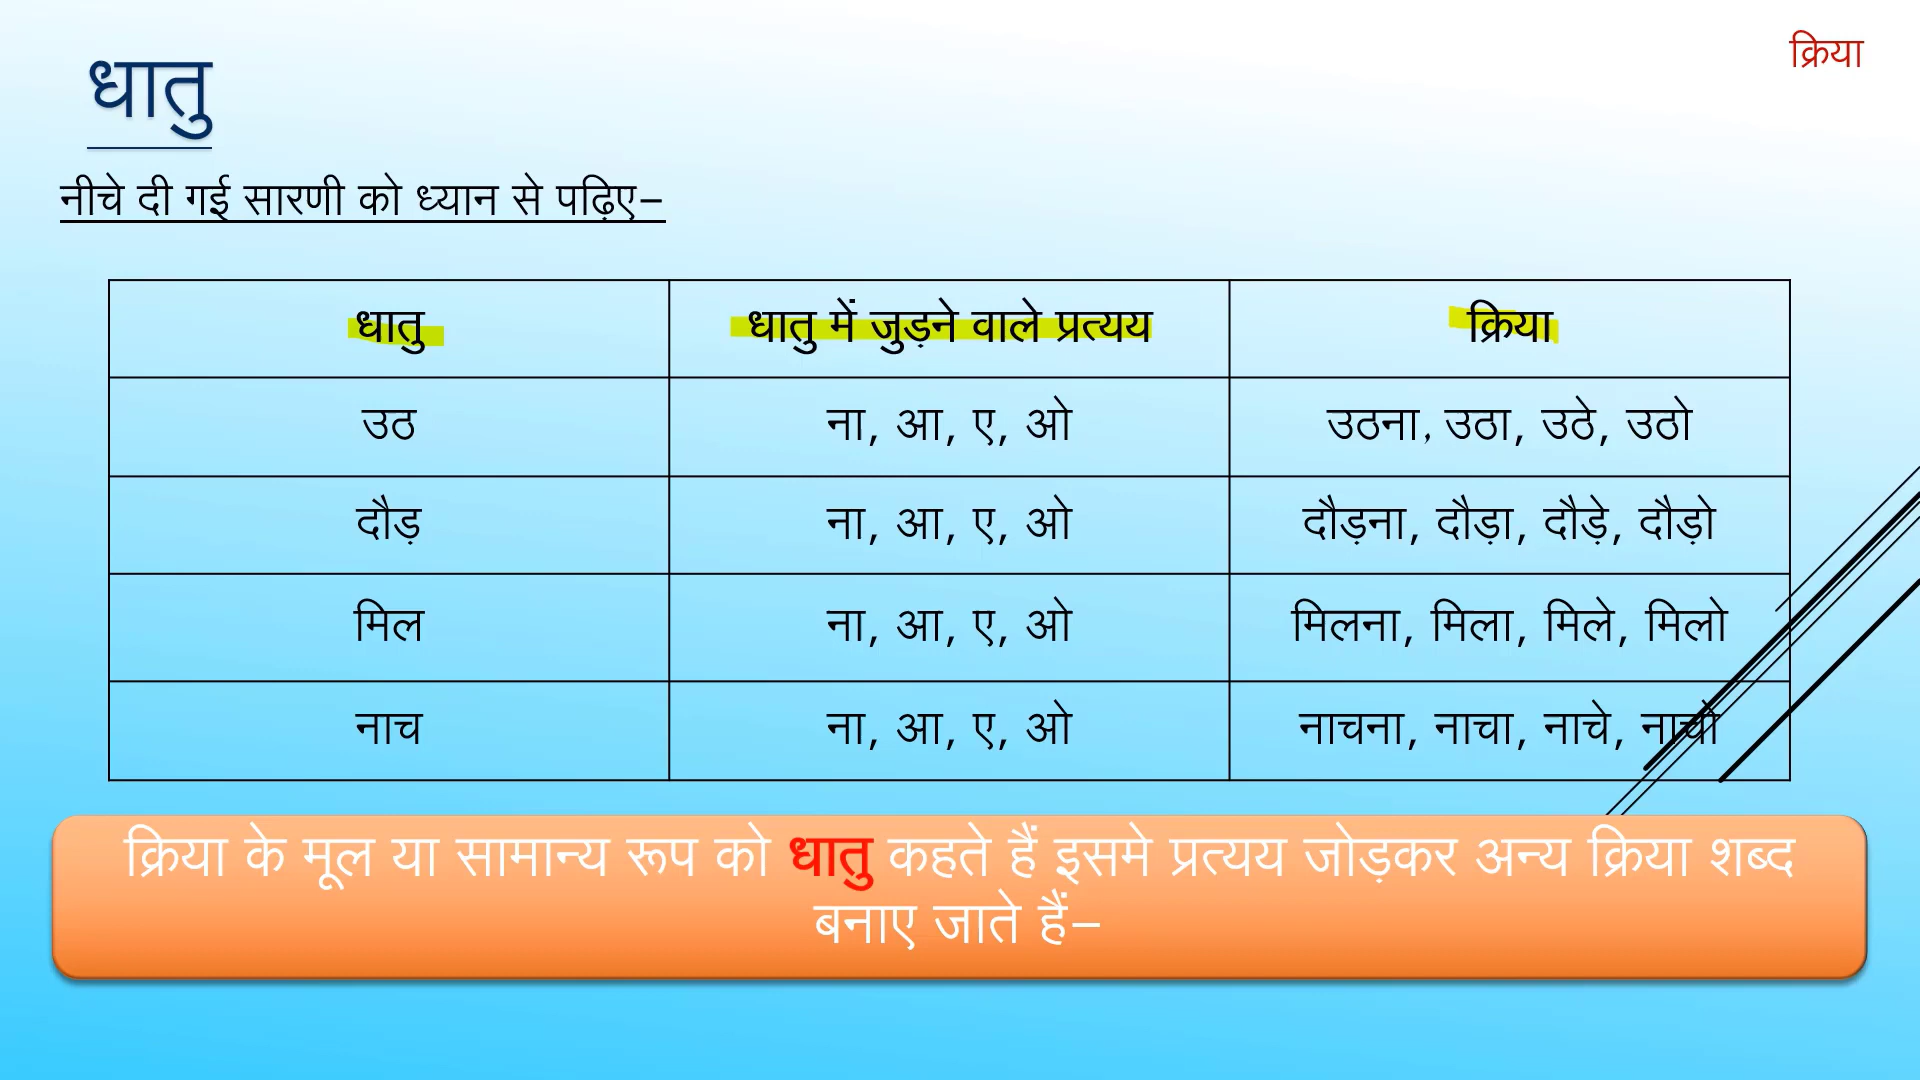 क्रिया
धातु
नीचे दी गई सारणी को ध्यान से पढ़िए–
धातु धातु में जुड़ने वाले प्रत्यय क्रिया
उठ ना, आ, ए, ओ उठना, उठा, उठे, उठो
दौड़ ना, आ, ए, ओ दौड़ना, दौड़ा, दौड़े, दौड़ो
मिल ना, आ, ए, ओ मिलना, मिला, मिले, मिलो
नाच ना, आ, ए, ओ नाचना, नाचा, नाचे, नाचो
क्रिया के मूल या सामान्य रूप को धातु कहते हैं इसमे प्रत्यय जोड़कर अन्य क्रिया शब्द
बनाए जाते हैं–